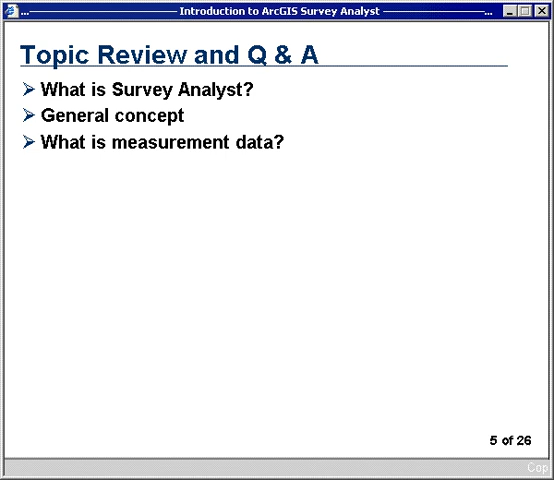 ... Introduction to ArcGIS Survey Analyst ...
Topic Review and Q & A
What is Survey Analyst?
General concept
What is measurement data?
5 of 26
Cop